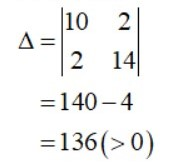 Δ = |10 2|
|2 14|
= 140 − 4
= 136(> 0)